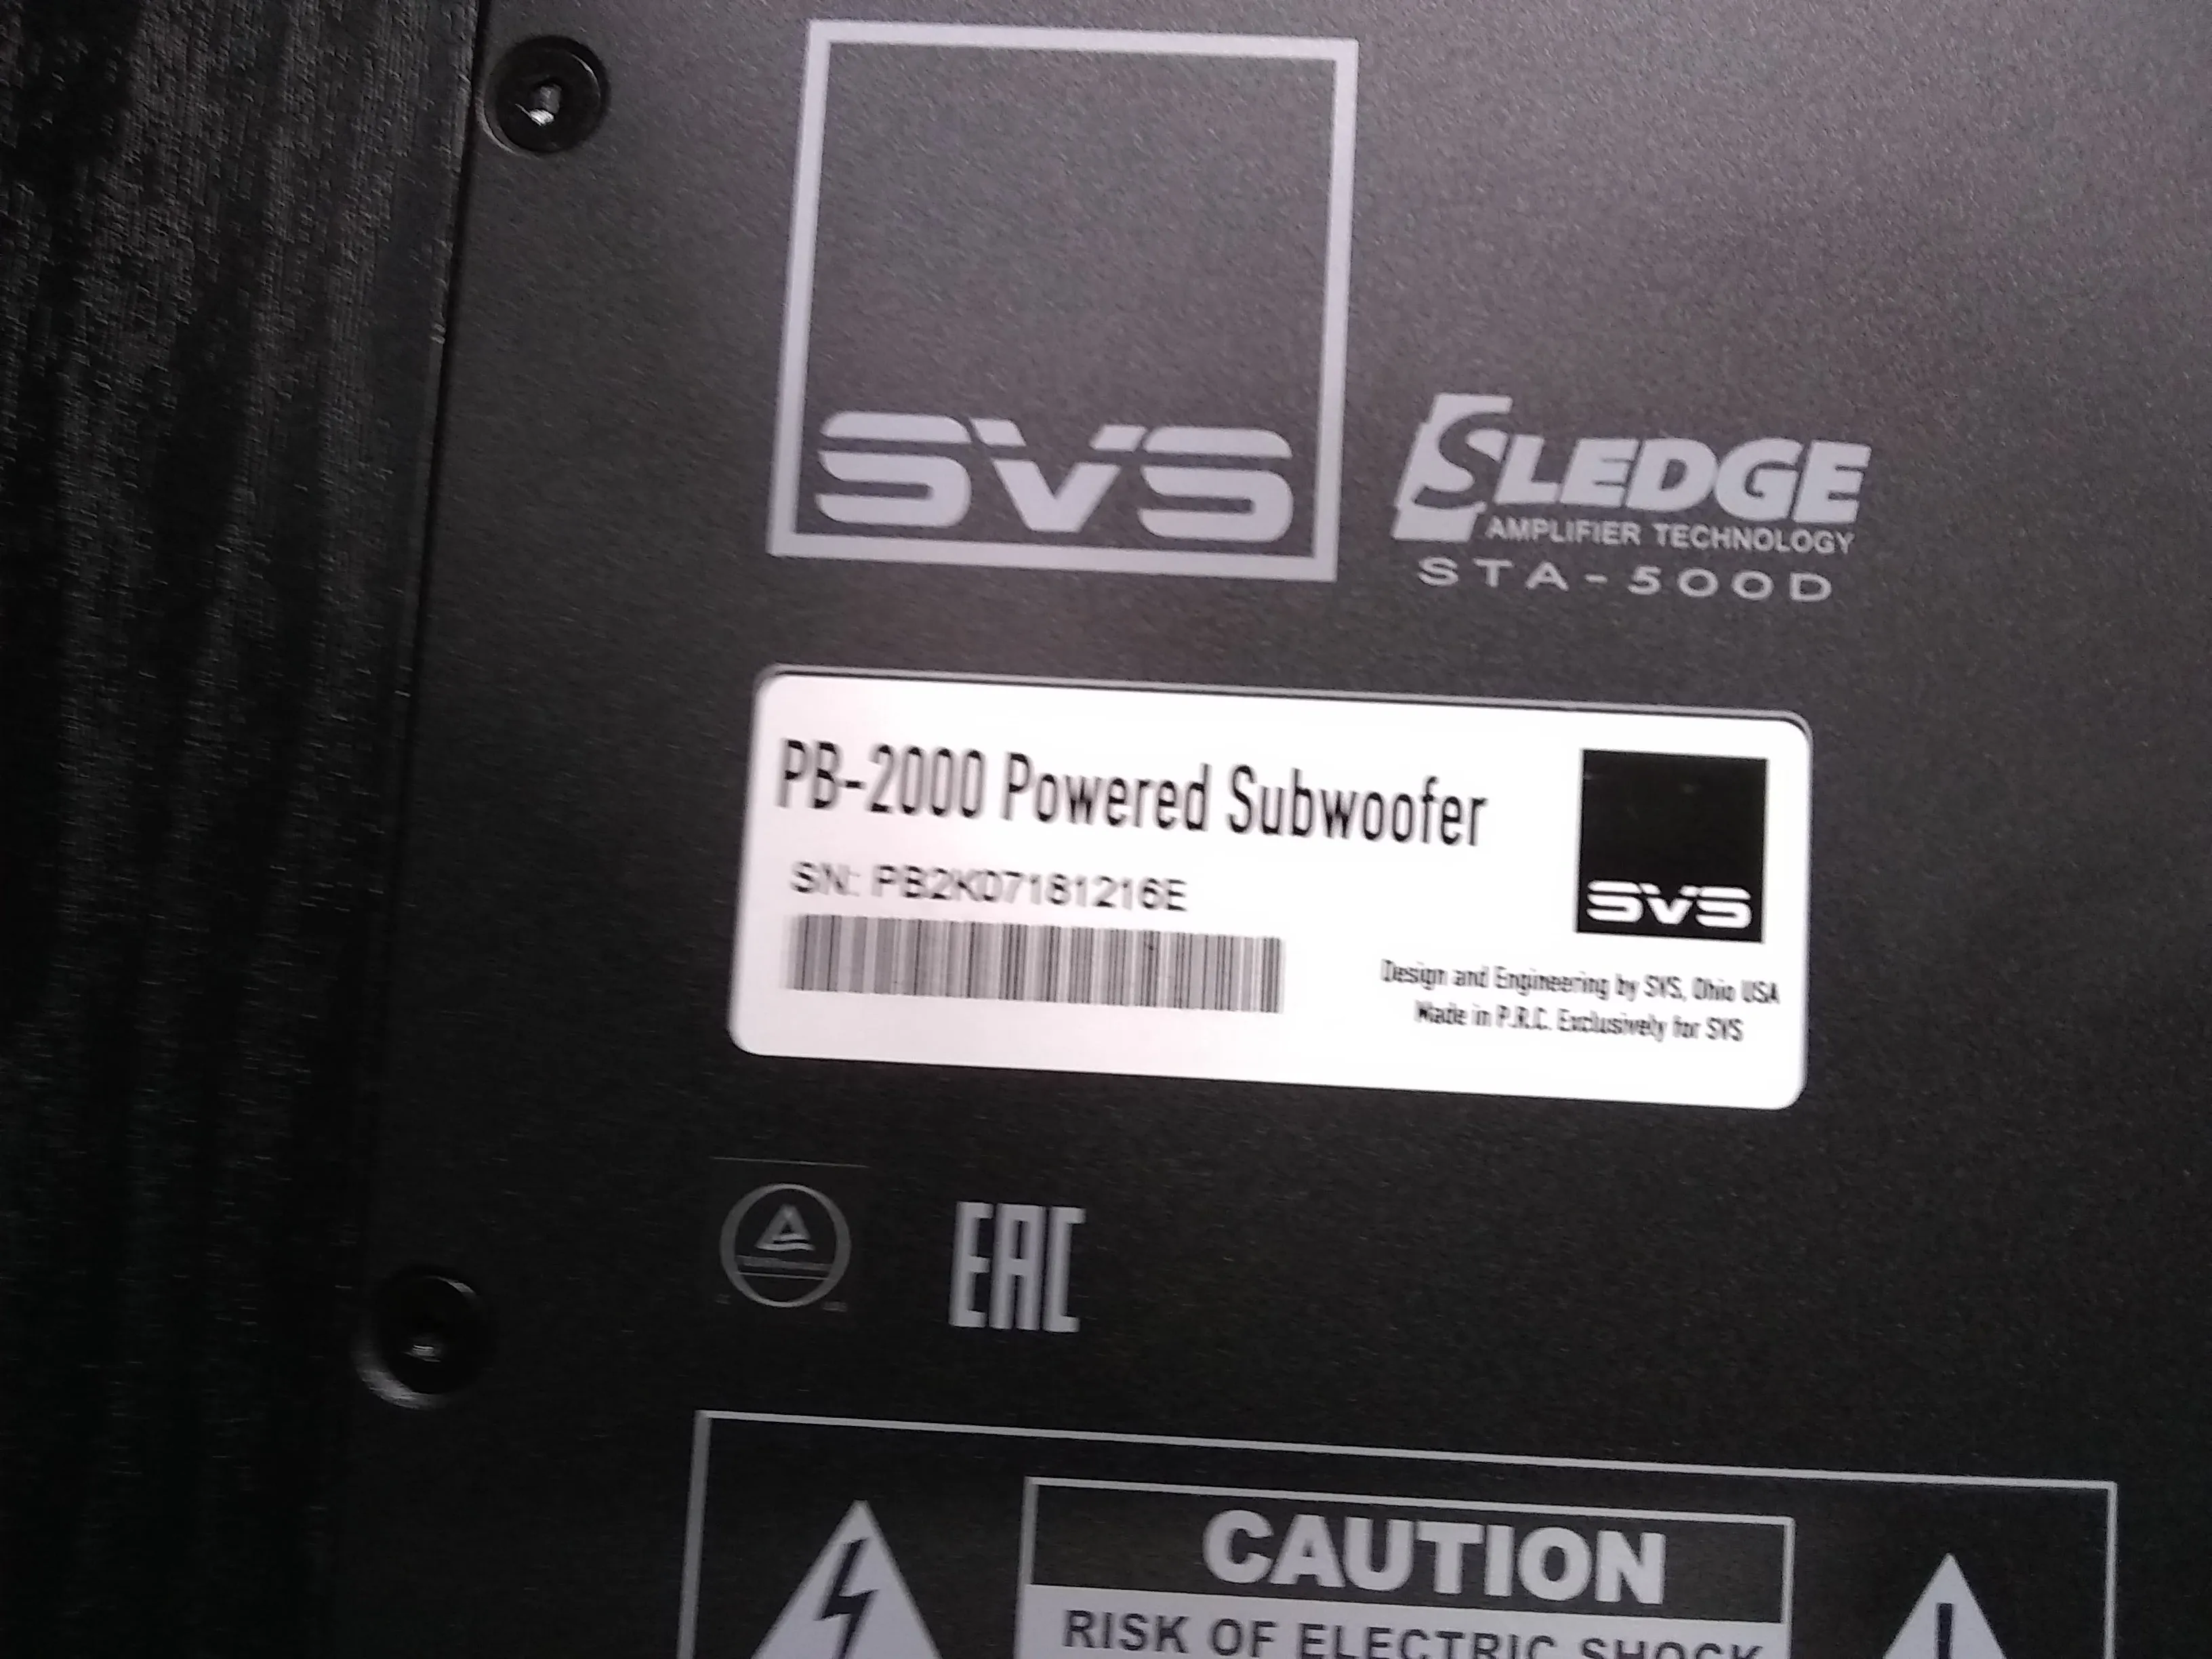 SVS
SLEDGE
AMPLIFIER TECHNOLOGY
STA-500D
PB-2000 Powered Subwoofer
SN: PB2K07181216E
SVS
Design and Engineering by SVS, Ohio USA
Made in P.R.C. Exclusively for SVS
EAC
CAUTION
RISK OF ELECTRIC SHOCK